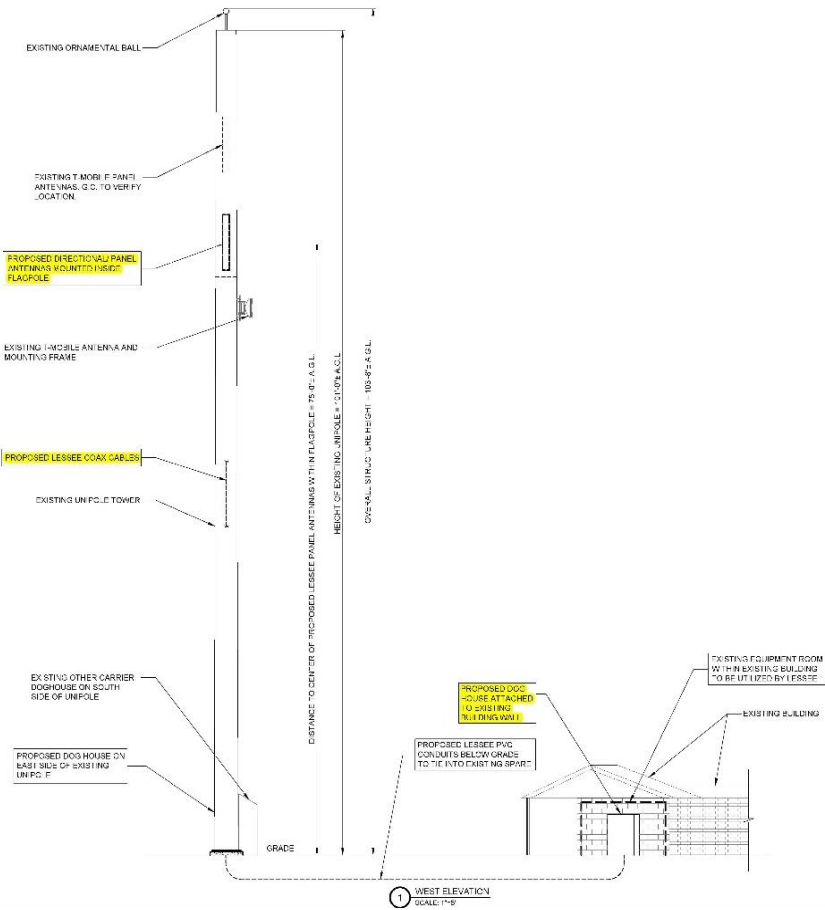 EXISTING ORNAMENTAL BALL
EXISTING T-MOBILE PANEL
ANTENNAS. G.C. TO VERIFY
LOCATION.
PROPOSED DIRECTIONAL/ PANEL
ANTENNAS MOUNTED INSIDE
FLAGPOLE
EXISTING T-MOBILE ANTENNA AND
MOUNTING FRAME
PROPOSED LESSEE COAX CABLES
EXISTING UNIPOLE TOWER
EXISTING OTHER CARRIER
DOGHOUSE ON SOUTH
SIDE OF UNIPOLE
PROPOSED DOG HOUSE ON
EAST SIDE OF EXISTING
UNIPOLE
GRADE
DISTANCE TO CENTER OF PROPOSED LESSEE PANEL ANTENNAS WITHIN FLAGPOLE = 75'-0"± A.G.L.
HEIGHT OF EXISTING UNIPOLE = 101'-0"± A.G.L.
OVERALL STRUCTURE HEIGHT = 103'-6"± A.G.L.
PROPOSED LESSEE PVC
CONDUITS BELOW GRADE
TO TIE INTO EXISTING SPARE
PROPOSED DOG
HOUSE ATTACHED
TO EXISTING
BUILDING WALL
EXISTING EQUIPMENT ROOM
WITHIN EXISTING BUILDING
TO BE UTILIZED BY LESSEE
EXISTING BUILDING
1 WEST ELEVATION
SCALE: 1"=8'